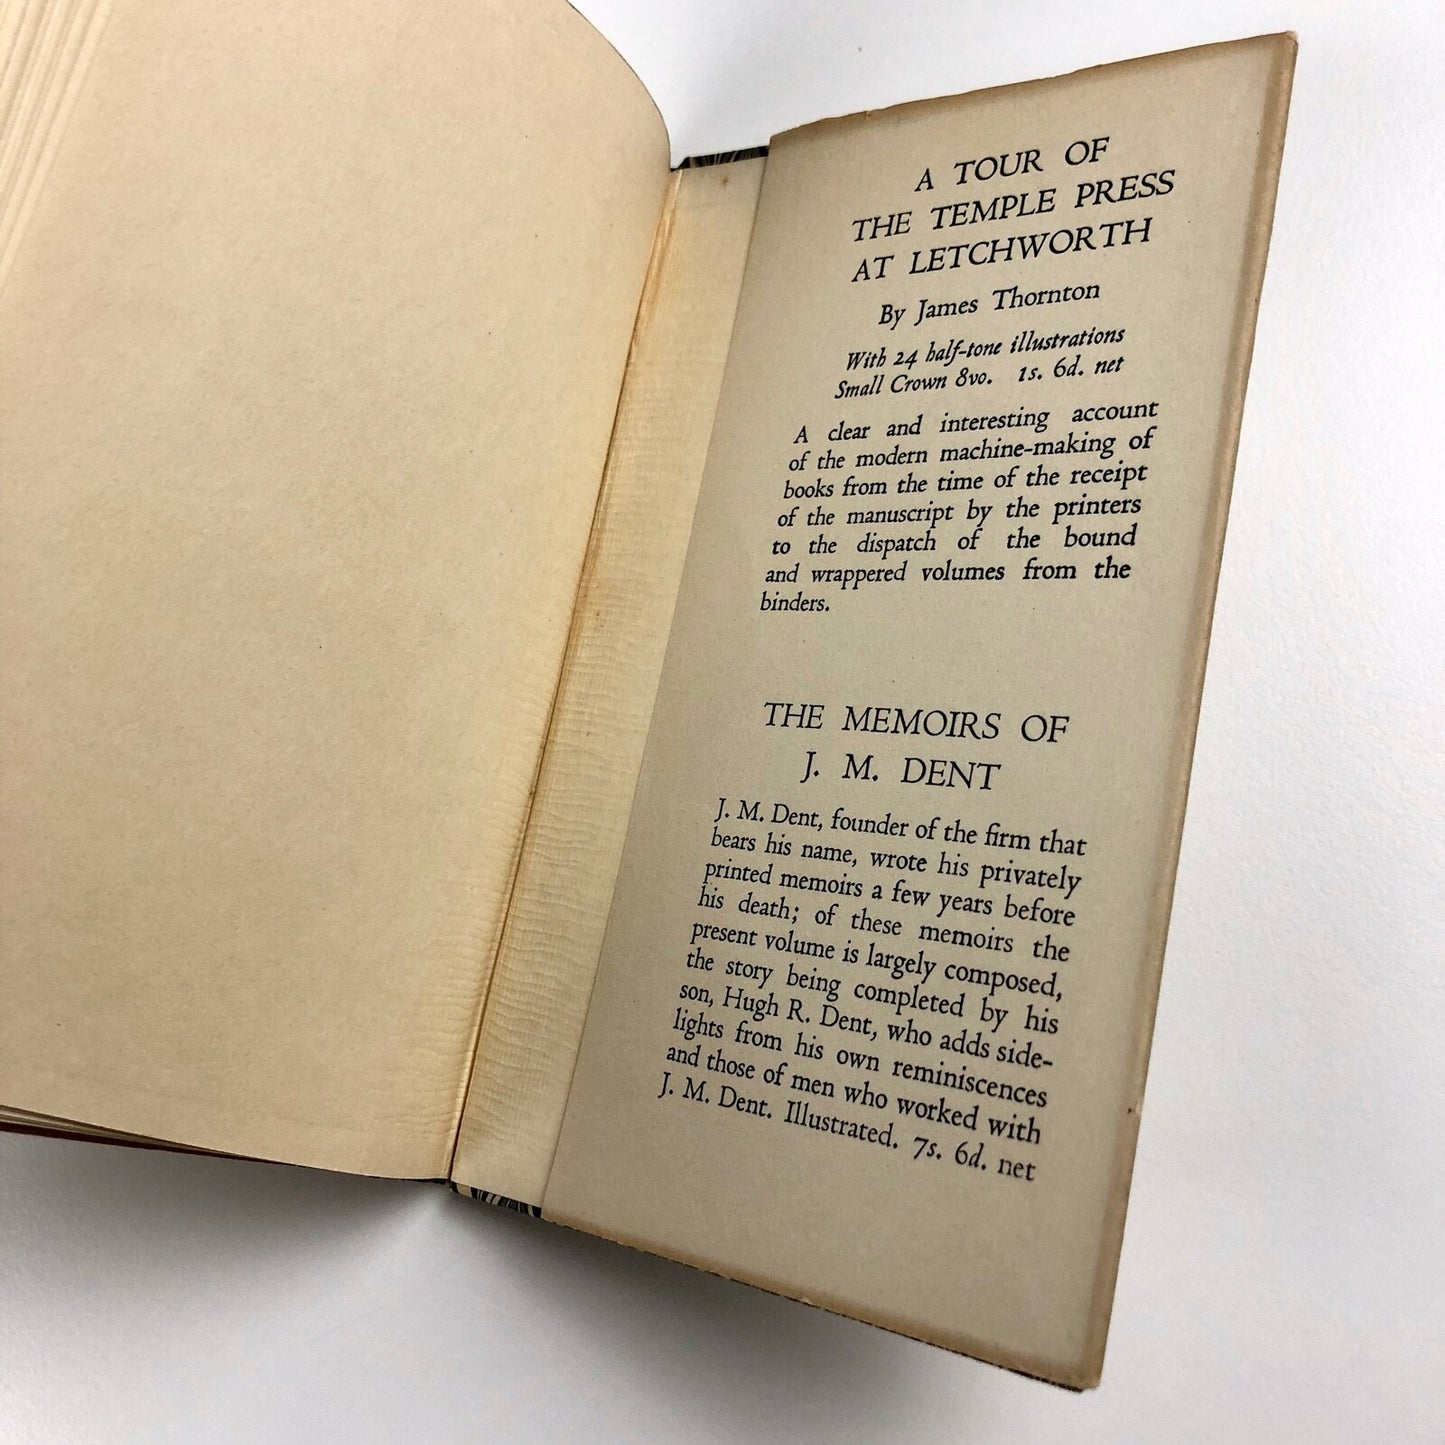 A TOUR OF
THE TEMPLE PRESS
AT LETCHWORTH
By James Thornton
With 24 half-tone illustrations
Small Crown 8vo. 1s. 6d. net
A clear and interesting account
of the modern machine-making of
books from the time of the receipt
of the manuscript by the printers
to the dispatch of the bound
and wrappered volumes from the
binders.
THE MEMOIRS OF
J. M. DENT
J. M. Dent, founder of the firm that
bears his name, wrote his privately
printed memoirs a few years before
his death; of these memoirs the
present volume is largely composed,
the story being completed by his
son, Hugh R. Dent, who adds side-
lights from his own reminiscences
and those of men who worked with
J. M. Dent. Illustrated. 7s. 6d. net